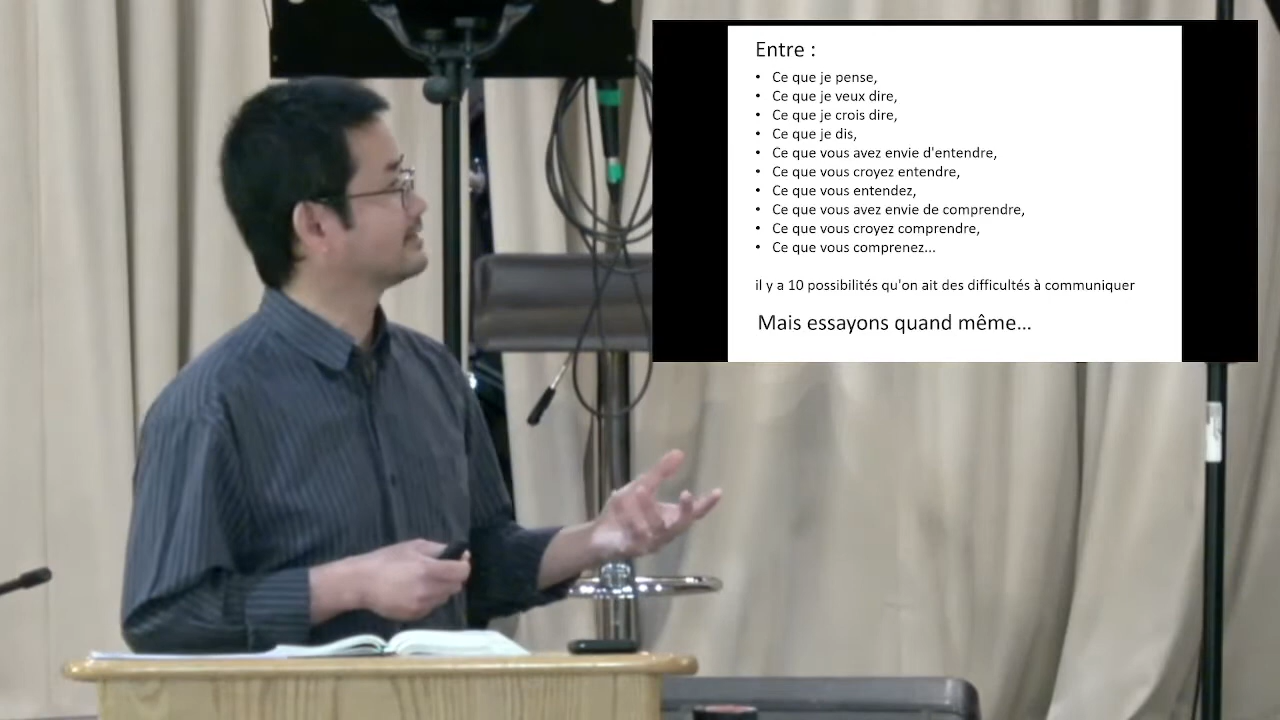 Entre :
• Ce que je pense,
• Ce que je veux dire,
• Ce que je crois dire,
• Ce que je dis,
• Ce que vous avez envie d'entendre,
• Ce que vous croyez entendre,
• Ce que vous entendez,
• Ce que vous avez envie de comprendre,
• Ce que vous croyez comprendre,
• Ce que vous comprenez...
il y a 10 possibilités qu'on ait des difficultés à communiquer
Mais essayons quand même...